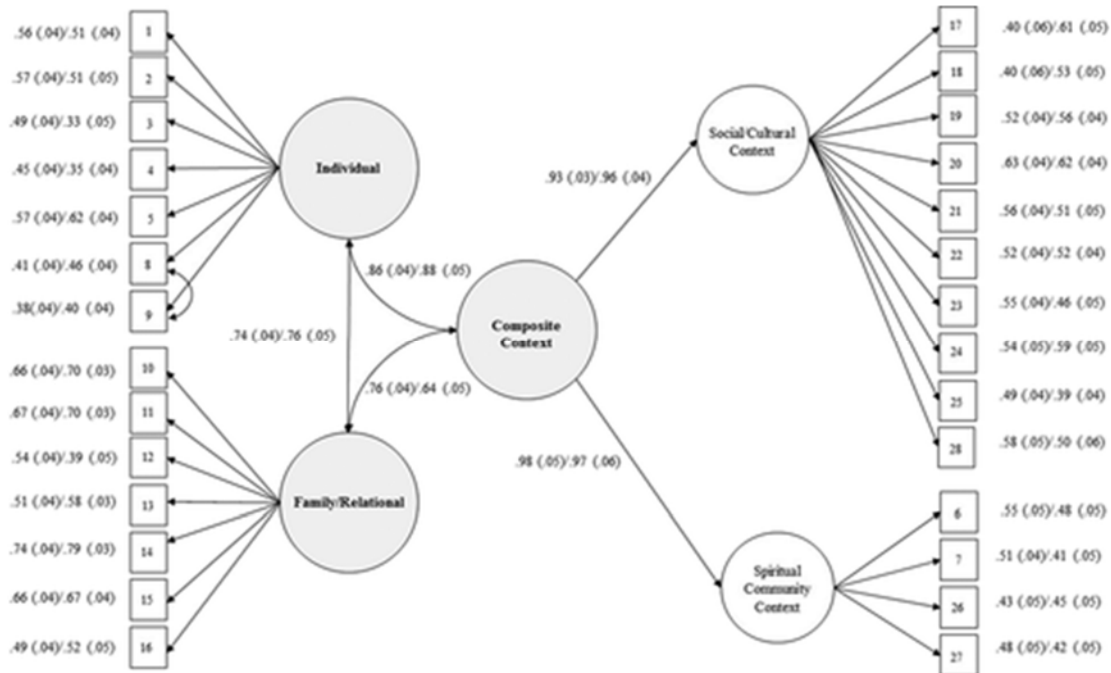 .56 (.04)/.51 (.04)
1
.57 (.04)/.51 (.05)
2
.49 (.04)/.33 (.05)
3
.45 (.04)/.35 (.04)
4
.57 (.04)/.62 (.04)
5
.41 (.04)/.46 (.04)
8
.38(.04)/.40 (.04)
9
Individual
.66 (.04)/.70 (.03)
10
.67 (.04)/.70 (.03)
11
.54 (.04)/.39 (.05)
12
.51 (.04)/.58 (.03)
13
.74 (.04)/.79 (.03)
14
.66 (.04)/.67 (.04)
15
.49 (.04)/.52 (.05)
16
Family/Relational
.86 (.04)/.88 (.05)
.74 (.04)/.76 (.05)
.76 (.04)/.64 (.05)
Composite
Context
.93 (.03)/.96 (.04)
.98 (.05)/.97 (.06)
Social/Cultural
Context
17
.40 (.06)/.61 (.05)
18
.40 (.06)/.53 (.05)
19
.52 (.04)/.56 (.04)
20
.63 (.04)/.62 (.04)
21
.56 (.04)/.51 (.05)
22
.52 (.04)/.52 (.04)
23
.55 (.04)/.46 (.05)
24
.54 (.05)/.59 (.05)
25
.49 (.04)/.39 (.04)
28
.58 (.05)/.50 (.06)
Spiritual
Community
Context
6
.55 (.05)/.48 (.05)
7
.51 (.04)/.41 (.05)
26
.43 (.05)/.45 (.05)
27
.48 (.05)/.42 (.05)